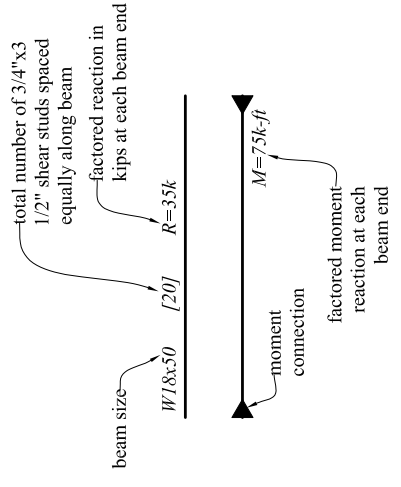 total number of 3/4"x3
1/2" shear studs spaced
equally along beam
factored reaction in
kips at each beam end
beam size
W18x50 [20] R=35k
M=75k-ft
moment
connection
factored moment
reaction at each
beam end